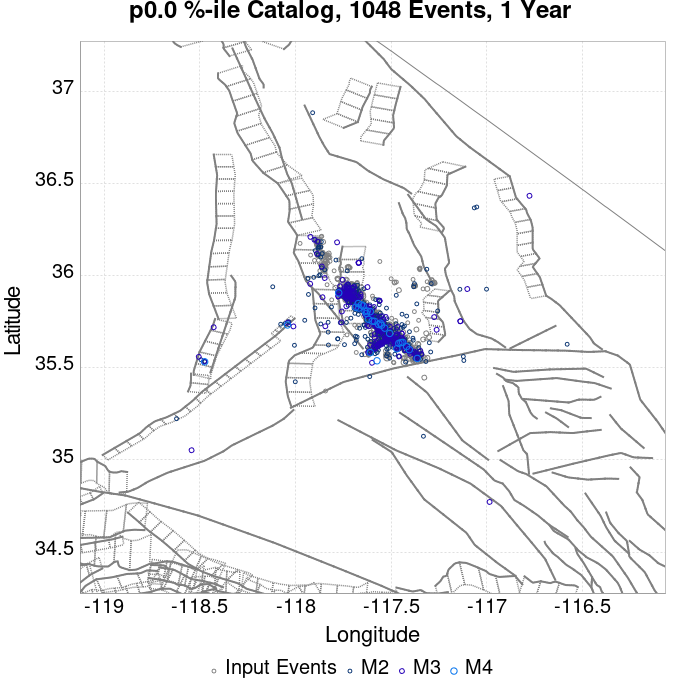 p0.0 %-ile Catalog, 1048 Events, 1 Year
37
36.5
36
35.5
35
34.5
Latitude
-119
-118.5
-118
-117.5
-117
-116.5
Longitude
Input Events
M2
M3
M4